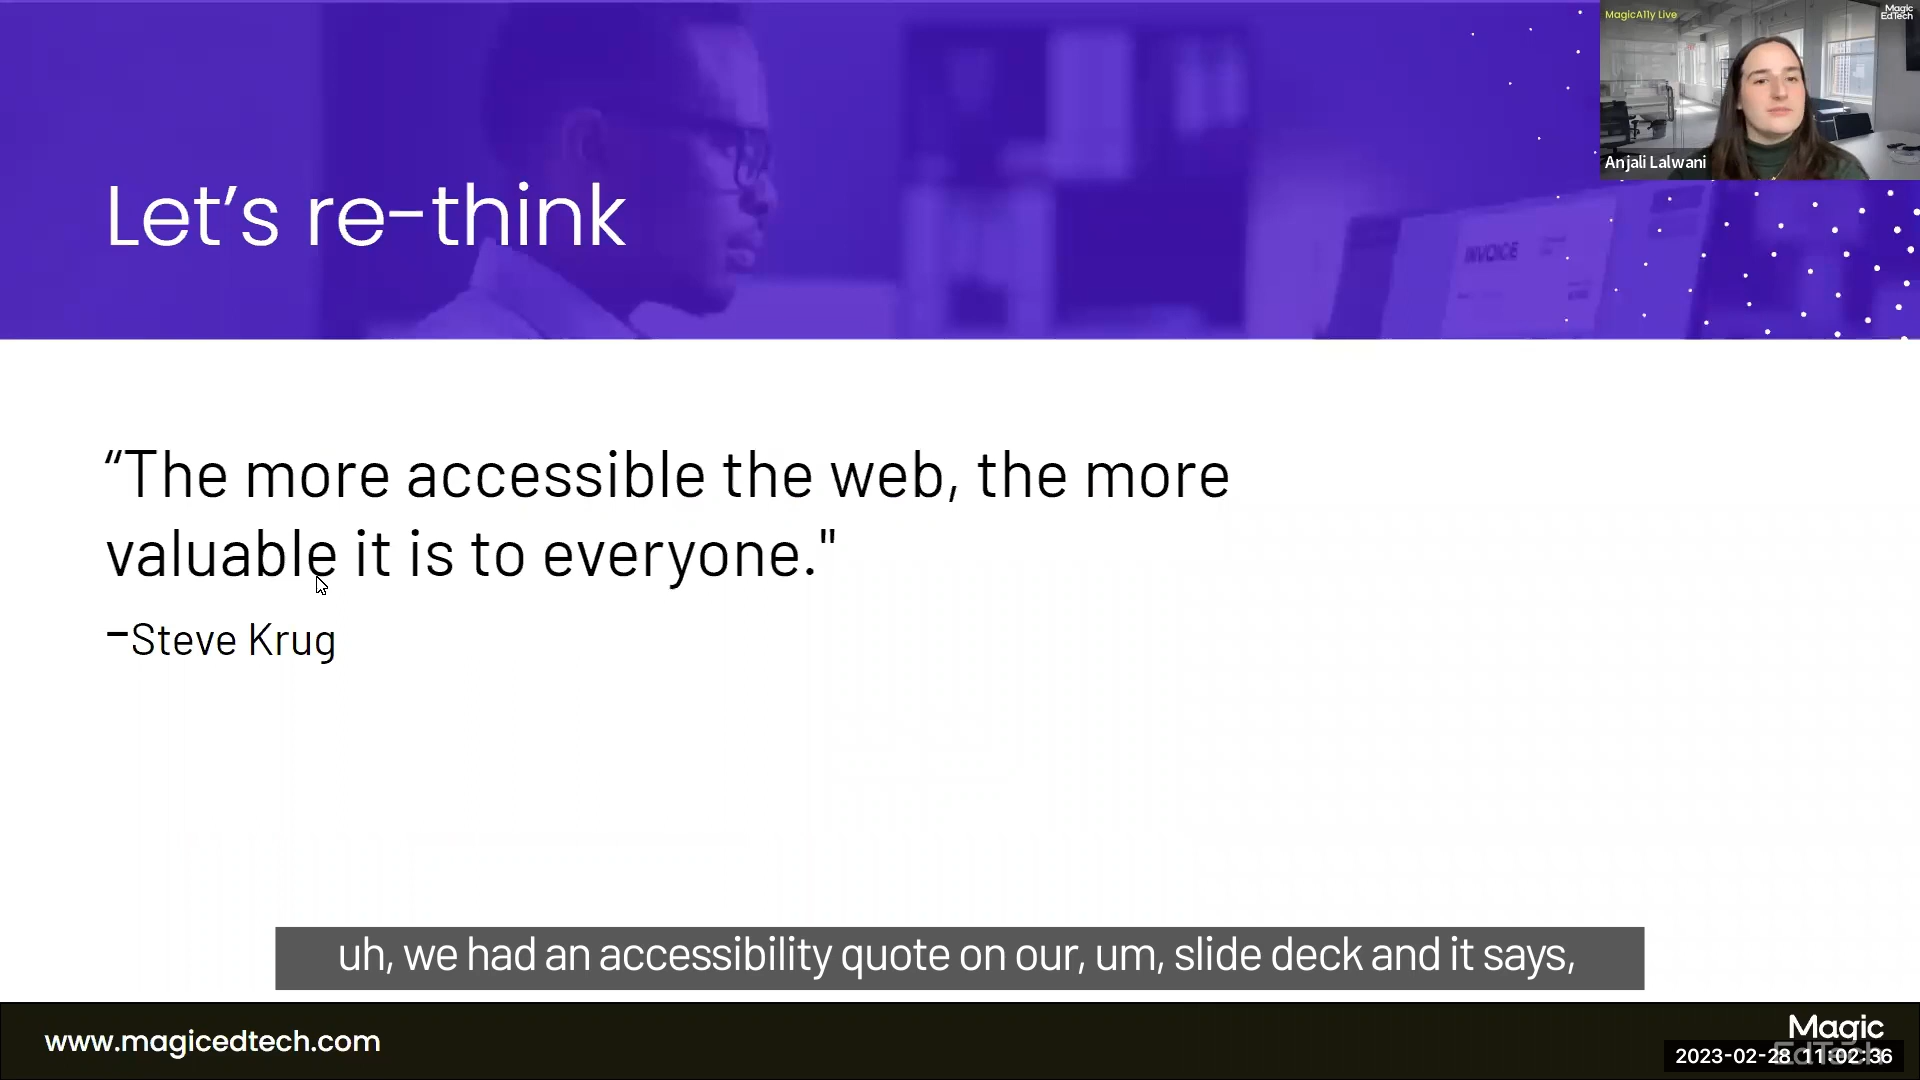 MagicA11y Live
Magic
EdTech
Anjali Lalwani
Let’s re-think
INVOICE
“The more accessible the web, the more
valuable it is to everyone."
–Steve Krug
uh, we had an accessibility quote on our, um, slide deck and it says,
www.magicedtech.com
Magic
EdTech
2023-02-28 11:02:36